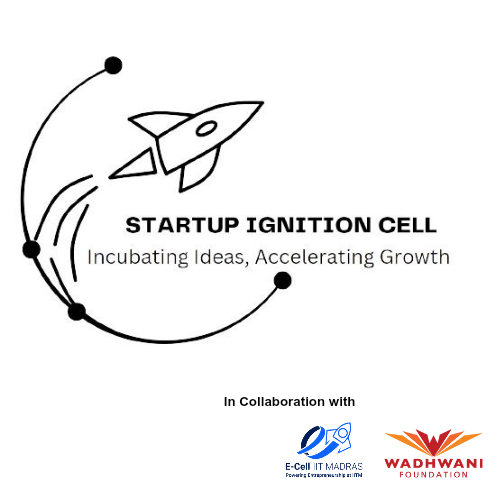 STARTUP IGNITION CELL
Incubating Ideas, Accelerating Growth
In Collaboration with
E-Cell IIT MADRAS
Powering Entrepreneurship at IITM
WADHWANI
FOUNDATION